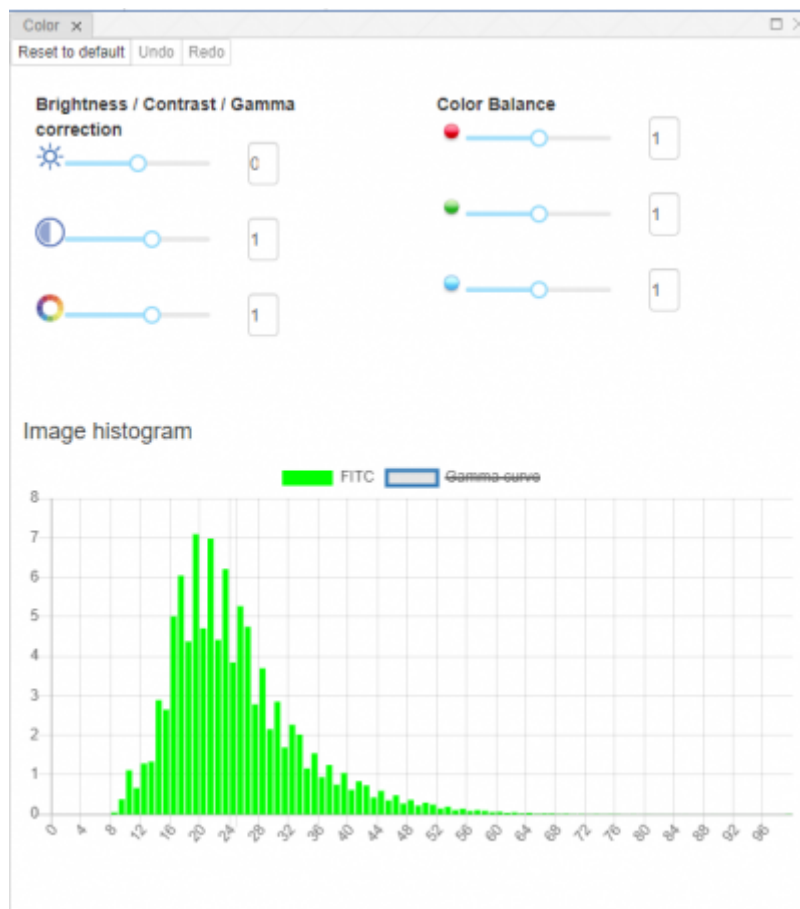 Color ×
Reset to default Undo Redo
Brightness / Contrast / Gamma
correction
Color Balance
0
1
1
1
1
1
Image histogram
FITC Gamma curve
8
7
6
5
4
3
2
1
0
0 4 8 12 16 20 24 28 32 36 40 44 48 52 56 60 64 68 72 76 80 84 88 92 96